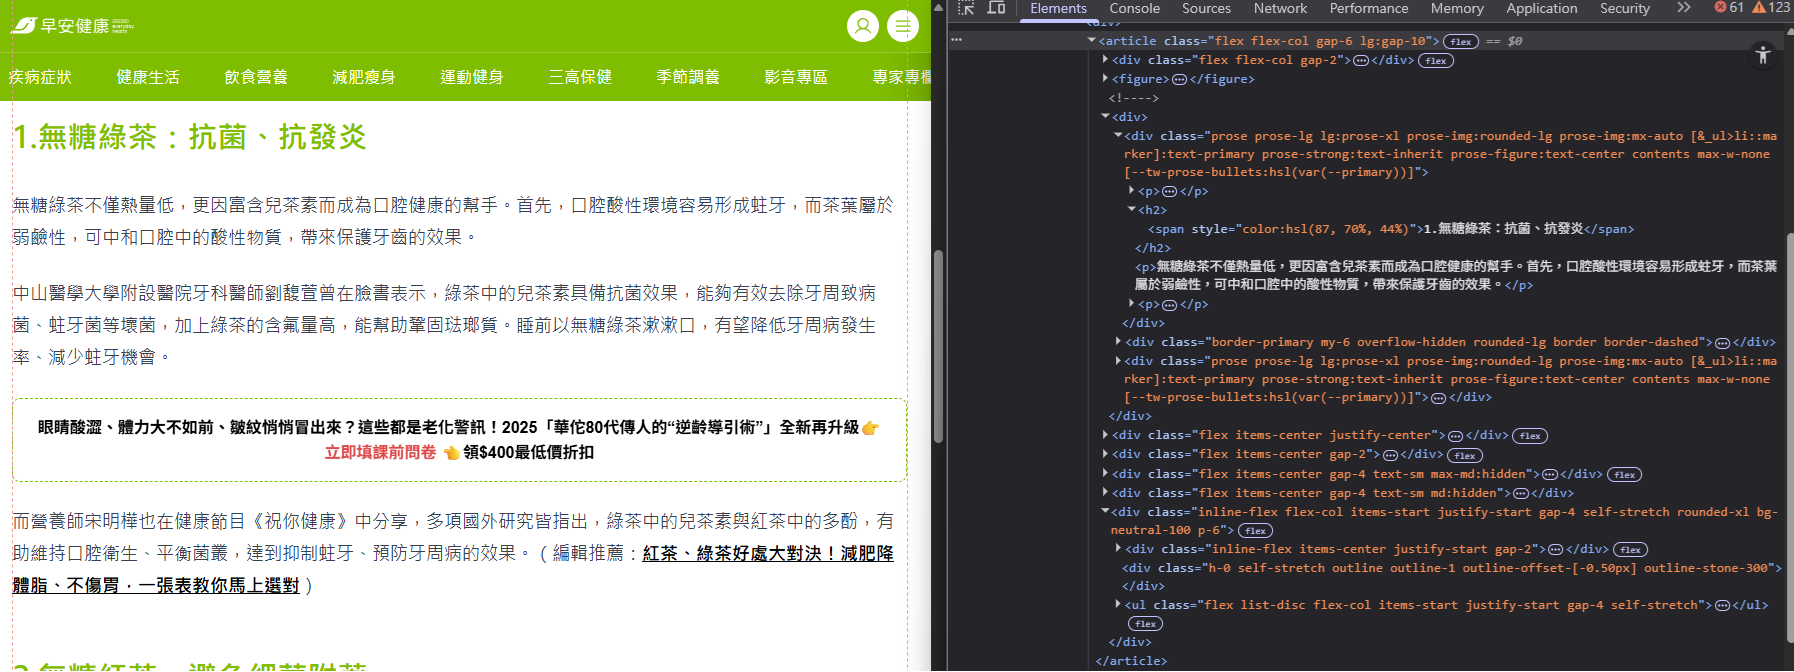 早安健康 everyday health
疾病症狀 健康生活 飲食營養 減肥瘦身 運動健身 三高保健 季節調養 影音專區 專家專欄
1.無糖綠茶：抗菌、抗發炎
無糖綠茶不僅熱量低，更因富含兒茶素而成為口腔健康的幫手。首先，口腔酸性環境容易形成蛀牙，而茶葉屬於
弱鹼性，可中和口腔中的酸性物質，帶來保護牙齒的效果。
中山醫學大學附設醫院牙科醫師劉馥萱曾在臉書表示，綠茶中的兒茶素具備抗菌效果，能夠有效去除牙周致病
菌、蛀牙菌等壞菌，加上綠茶的含氟量高，能幫助鞏固琺瑯質。睡前以無糖綠茶漱漱口，有望降低牙周病發生
率、減少蛀牙機會。
眼睛酸澀、體力大不如前、皺紋悄悄冒出來？這些都是老化警訊！2025「華佗80代傳人的“逆齡導引術”」全新再升級👉
立即填課前問卷 👈領$400最低價折扣
而營養師宋明樺也在健康節目《祝你健康》中分享，多項國外研究皆指出，綠茶中的兒茶素與紅茶中的多酚，有
助維持口腔衛生、平衡菌叢，達到抑制蛀牙、預防牙周病的效果。（編輯推薦：紅茶、綠茶好處大對決！減肥降
體脂、不傷胃，一張表教你馬上選對）
2.無糖紅茶：避免細菌附著
Elements Console Sources Network Performance Memory Application Security 61 123
<div>
<article class="flex flex-col gap-6 lg:gap-10"> flex == $0
<div class="flex flex-col gap-2">…</div> flex
<figure>…</figure>
<!---->
<div>
<div class="prose prose-lg lg:prose-xl prose-img:rounded-lg prose-img:mx-auto [&_ul>li::ma
rker]:text-primary prose-strong:text-inherit prose-figure:text-center contents max-w-none
[--tw-prose-bullets:hsl(var(--primary))]">
<p>…</p>
<h2>
<span style="color:hsl(87, 70%, 44%)">1.無糖綠茶：抗菌、抗發炎</span>
</h2>
<p>無糖綠茶不僅熱量低，更因富含兒茶素而成為口腔健康的幫手。首先，口腔酸性環境容易形成蛀牙，而茶葉
屬於弱鹼性，可中和口腔中的酸性物質，帶來保護牙齒的效果。</p>
<p>…</p>
</div>
<div class="border-primary my-6 overflow-hidden rounded-lg border border-dashed">…</div>
<div class="prose prose-lg lg:prose-xl prose-img:rounded-lg prose-img:mx-auto [&_ul>li::ma
rker]:text-primary prose-strong:text-inherit prose-figure:text-center contents max-w-none
[--tw-prose-bullets:hsl(var(--primary))]">…</div>
</div>
<div class="flex items-center justify-center">…</div> flex
<div class="flex items-center gap-2">…</div> flex
<div class="flex items-center gap-4 text-sm max-md:hidden">…</div> flex
<div class="flex items-center gap-4 text-sm md:hidden">…</div>
<div class="inline-flex flex-col items-start justify-start gap-4 self-stretch rounded-xl bg-
neutral-100 p-6"> flex
<div class="inline-flex items-center justify-start gap-2">…</div> flex
<div class="h-0 self-stretch outline outline-1 outline-offset-[-0.50px] outline-stone-300">
</div>
<ul class="flex list-disc flex-col items-start justify-start gap-4 self-stretch">…</ul>
flex
</div>
</article>